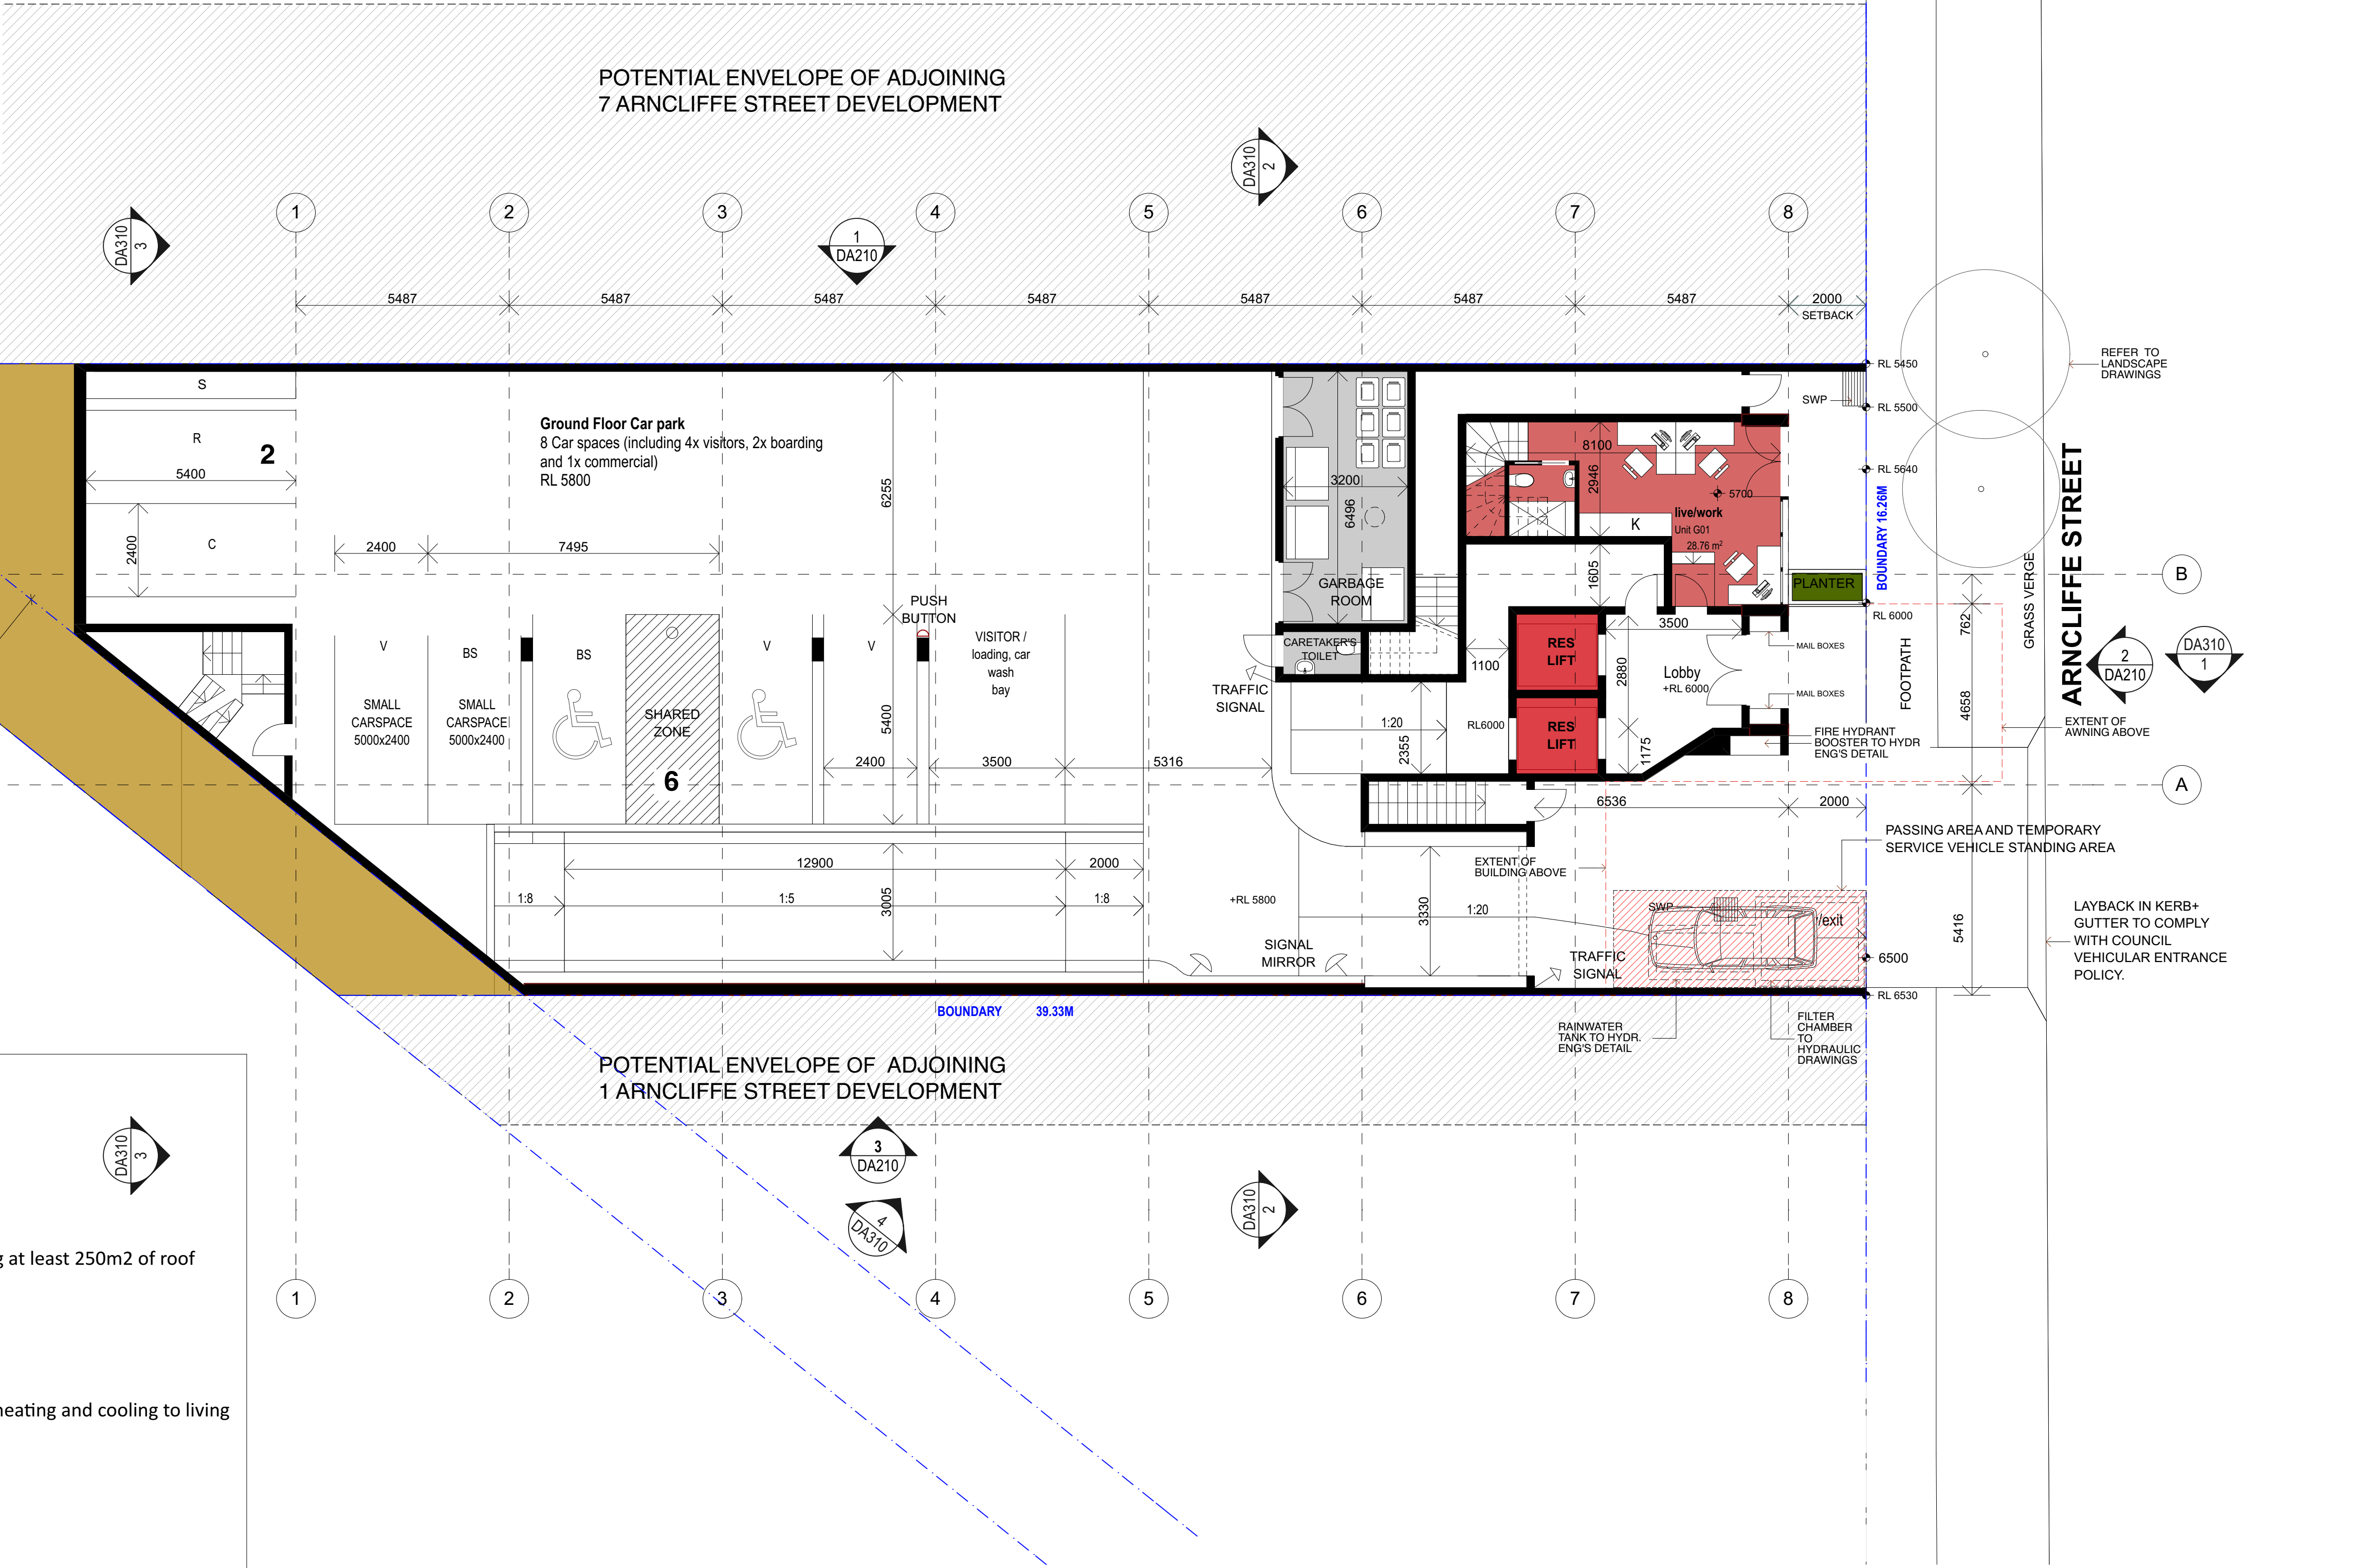 POTENTIAL ENVELOPE OF ADJOINING
7 ARNCLIFFE STREET DEVELOPMENT
DA310
2
DA310
3
1
DA210
1
2
3
4
5
6
7
8
5487
5487
5487
5487
5487
5487
5487
2000
SETBACK
RL 5450
REFER TO
LANDSCAPE
DRAWINGS
S
R
2
5400
2400
C
Ground Floor Car park
8 Car spaces (including 4x visitors, 2x boarding
and 1x commercial)
RL 5800
6255
3200
6496
GARBAGE
ROOM
8100
2946
5700
live/work
Unit G01
28.76 m2
K
SWP
RL 5500
RL 5640
BOUNDARY 16.26M
ARNCLIFFE STREET
GRASS VERGE
FOOTPATH
PLANTER
B
RL 6000
2400
7495
1605
PUSH
BUTTON
V
BS
BS
V
V
VISITOR /
loading, car
wash
bay
CARETAKER'S
TOILET
TRAFFIC
SIGNAL
1100
RES
LIFT
RES
LIFT
3500
2880
Lobby
+RL 6000
MAIL BOXES
MAIL BOXES
762
4658
2
DA210
DA310
1
SMALL
CARSPACE
5000x2400
SMALL
CARSPACE
5000x2400
SHARED
ZONE
6
5400
2400
3500
5316
1:20
2355
RL6000
1175
FIRE HYDRANT
BOOSTER TO HYDR
ENG'S DETAIL
EXTENT OF
AWNING ABOVE
A
6536
2000
PASSING AREA AND TEMPORARY
SERVICE VEHICLE STANDING AREA
12900
2000
1:8
1:5
1:8
3005
+RL 5800
3330
EXTENT OF
BUILDING ABOVE
1:20
SWP
/exit
5416
LAYBACK IN KERB+
GUTTER TO COMPLY
WITH COUNCIL
VEHICULAR ENTRANCE
POLICY.
SIGNAL
MIRROR
TRAFFIC
SIGNAL
6500
RL 6530
BOUNDARY 39.33M
RAINWATER
TANK TO HYDR.
ENG'S DETAIL
FILTER
CHAMBER
TO
HYDRAULIC
DRAWINGS
POTENTIAL ENVELOPE OF ADJOINING
1 ARNCLIFFE STREET DEVELOPMENT
DA310
3
3
DA210
4
DA310
DA310
2
at least 250m2 of roof
1
2
3
4
5
6
7
8
heating and cooling to living